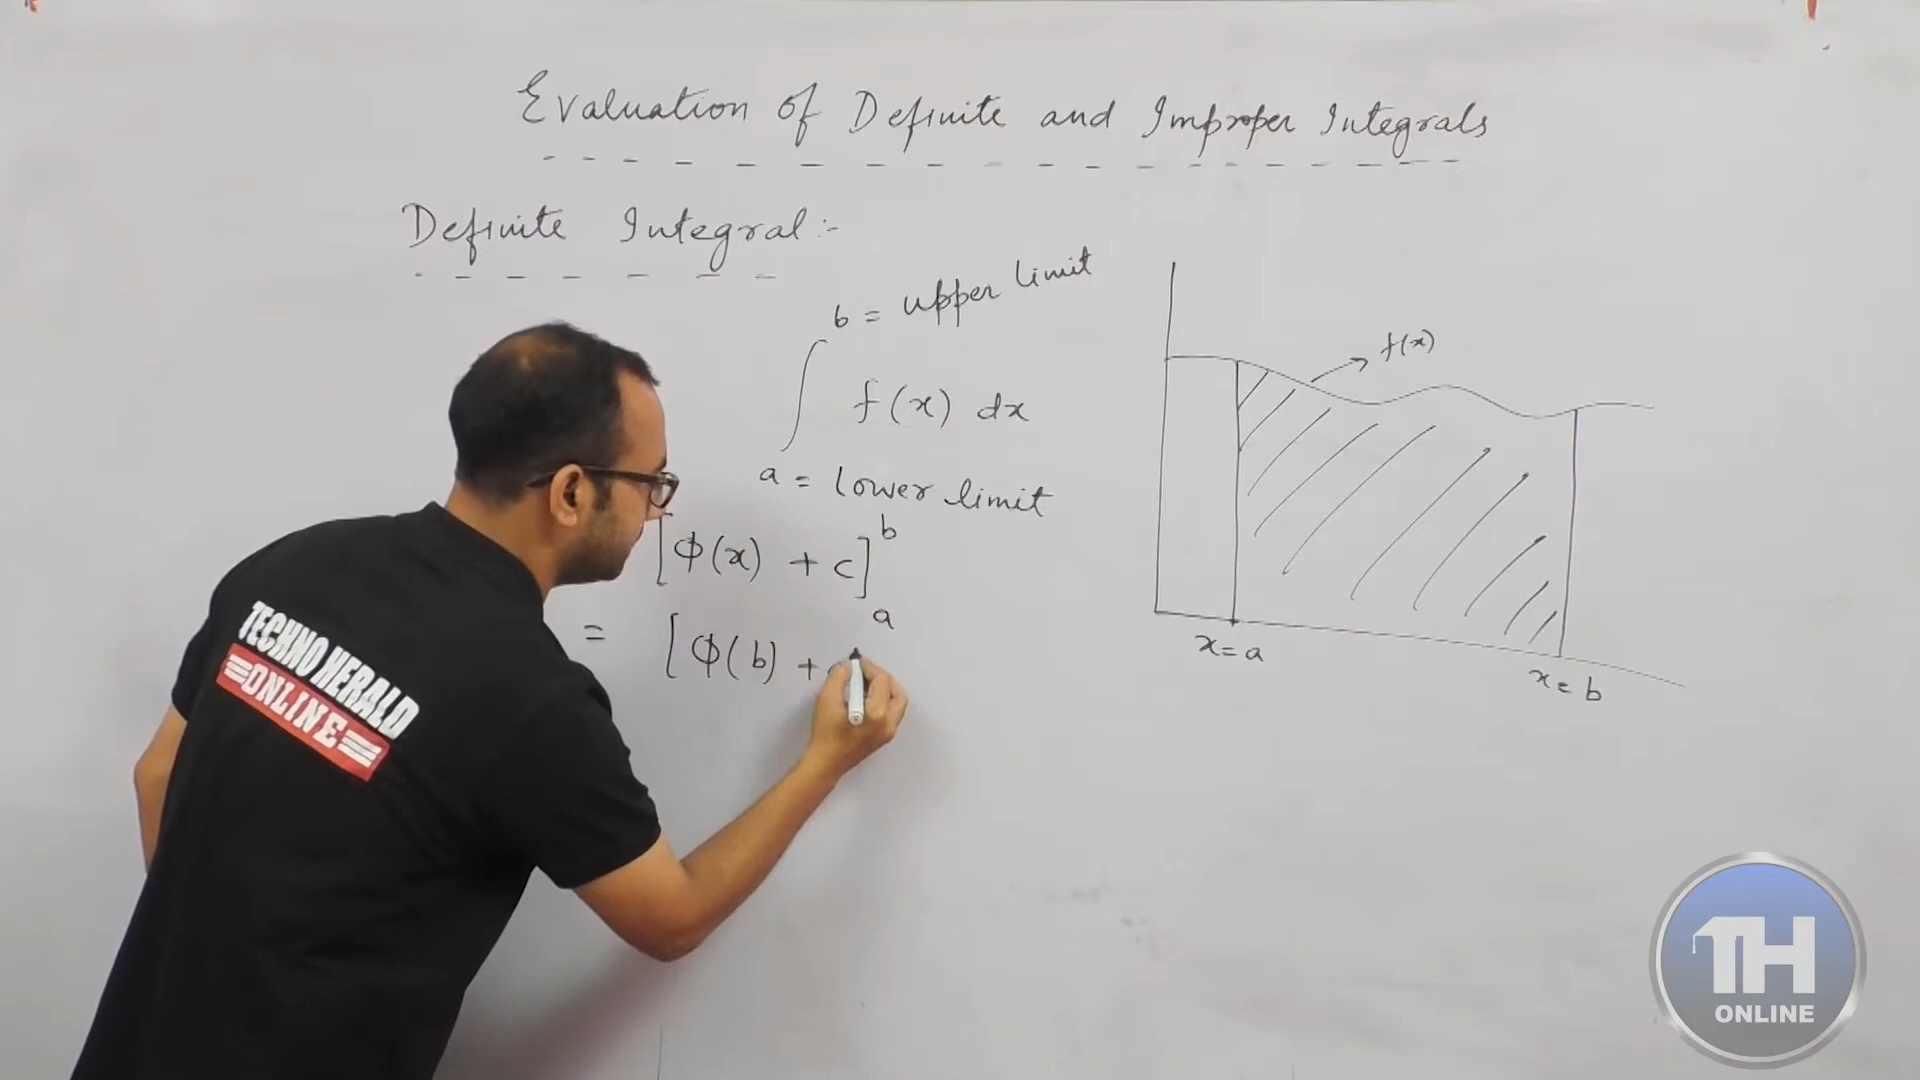 Evaluation of Definite and Improper Integrals
Definite Integral :-
b = upper limit
∫ f(x) dx
a = lower limit
[ϕ(x) + c]
b
a
= [ϕ(b) +
f(x)
x = a
x = b
TECHNO HERALD
ONLINE
TH
ONLINE